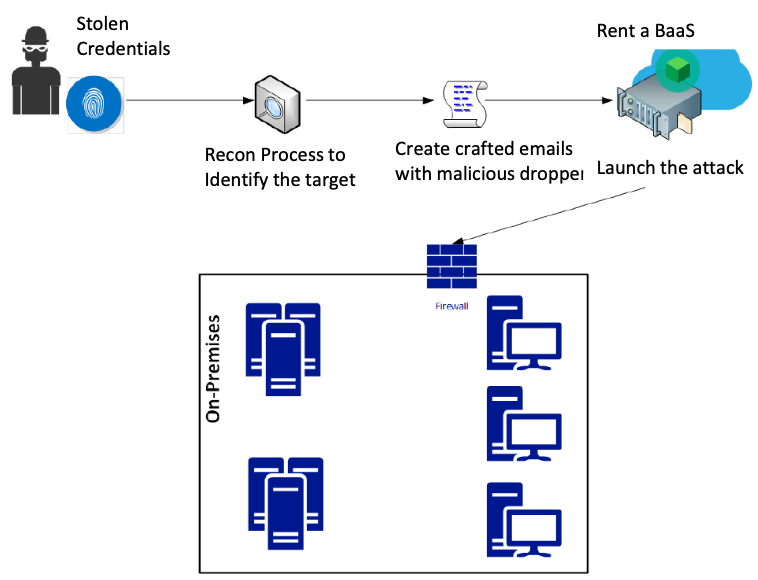 Stolen
Credentials
Rent a BaaS
Recon Process to
Identify the target
Create crafted emails
with malicious dropper
Launch the attack
Firewall
On-Premises